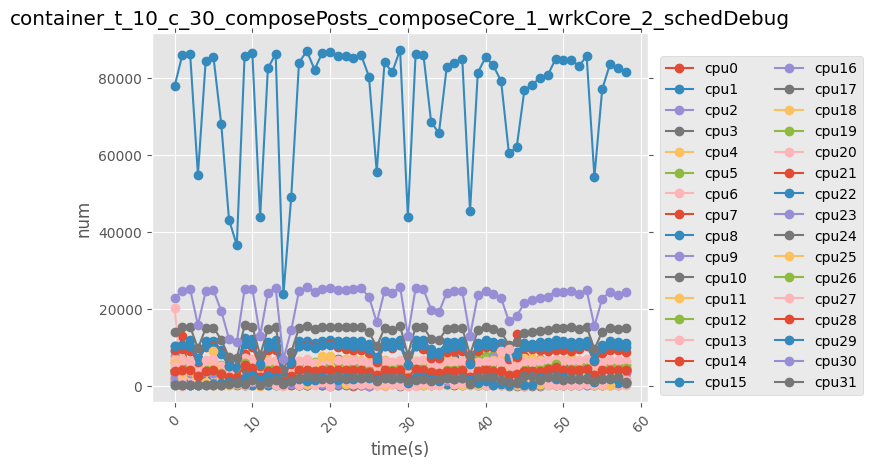 container_t_10_c_30_composePosts_composeCore_1_wrkCore_2_schedDebug
num
80000
60000
40000
20000
0
0
10
20
30
40
50
60
time(s)
cpu0
cpu1
cpu2
cpu3
cpu4
cpu5
cpu6
cpu7
cpu8
cpu9
cpu10
cpu11
cpu12
cpu13
cpu14
cpu15
cpu16
cpu17
cpu18
cpu19
cpu20
cpu21
cpu22
cpu23
cpu24
cpu25
cpu26
cpu27
cpu28
cpu29
cpu30
cpu31